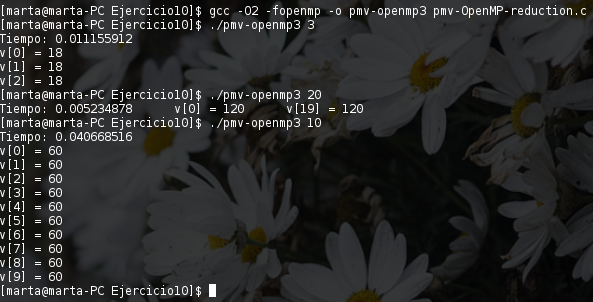 [marta@marta-PC Ejercicio10]$ gcc -O2 -fopenmp -o pmv-openmp3 pmv-OpenMP-reduction.c
[marta@marta-PC Ejercicio10]$ ./pmv-openmp3 3
Tiempo: 0.011155912
v[0] = 18
v[1] = 18
v[2] = 18
[marta@marta-PC Ejercicio10]$ ./pmv-openmp3 20
Tiempo: 0.005234878 v[0] = 120 v[19] = 120
[marta@marta-PC Ejercicio10]$ ./pmv-openmp3 10
Tiempo: 0.040668516
v[0] = 60
v[1] = 60
v[2] = 60
v[3] = 60
v[4] = 60
v[5] = 60
v[6] = 60
v[7] = 60
v[8] = 60
v[9] = 60
[marta@marta-PC Ejercicio10]$